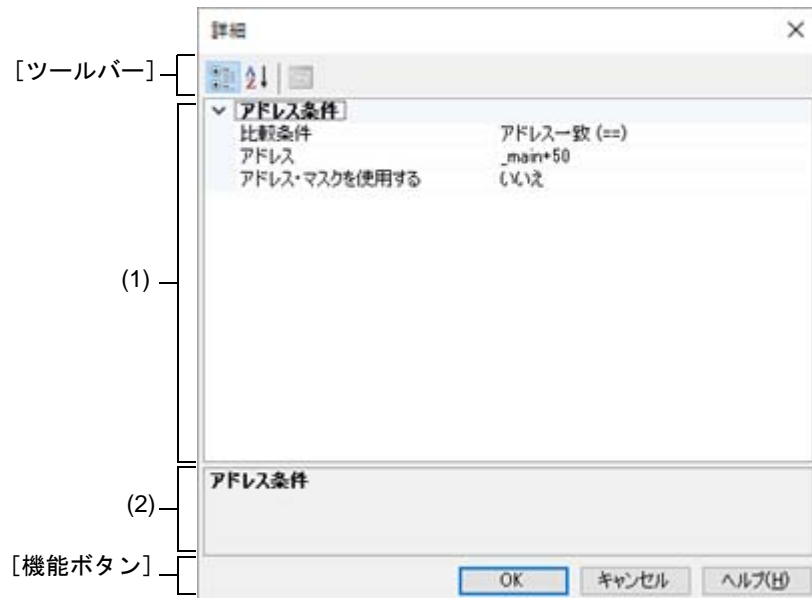 詳細
[ツールバー]
(1)
アドレス条件
比較条件 アドレス一致 (==)
アドレス _main+50
アドレス・マスクを使用する いいえ
(2)
アドレス条件
[機能ボタン]
OK キャンセル ヘルプ(H)